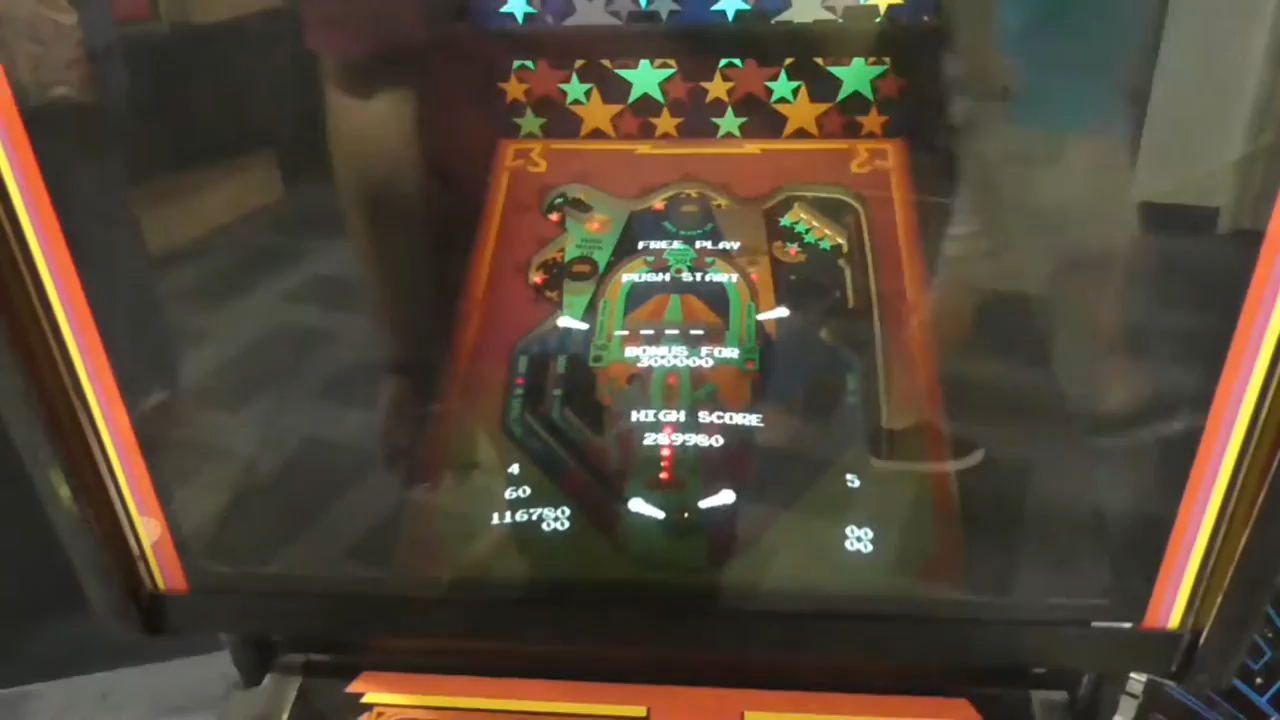 FREE PLAY
PUSH START
BONUS FOR
300000
HIGH SCORE
289980
4
60
116780
00
5
00
00